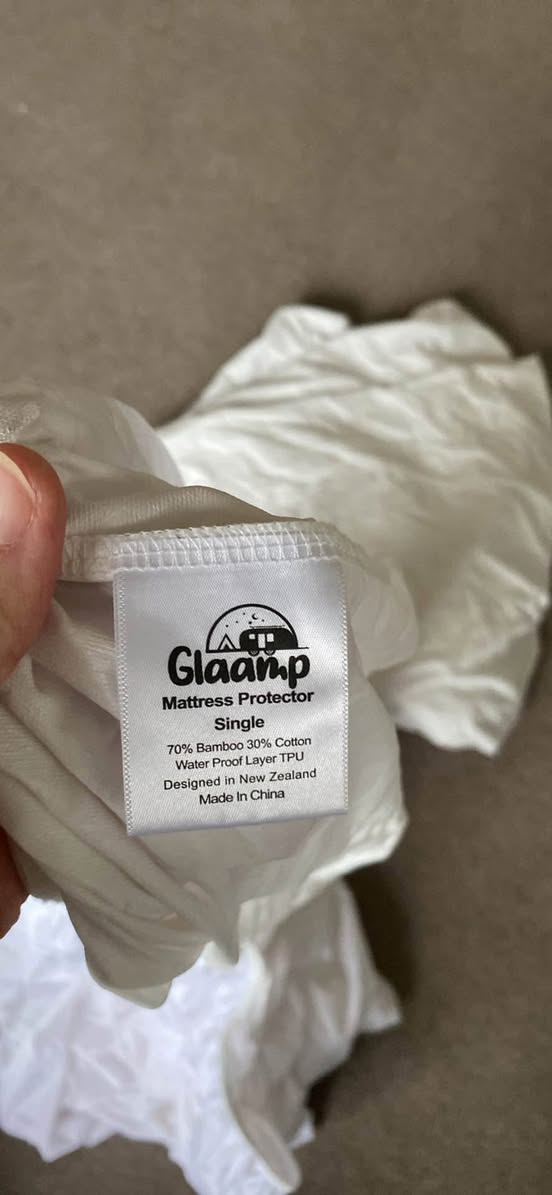 Glaamp
Mattress Protector
Single
70% Bamboo 30% Cotton
Water Proof Layer TPU
Designed in New Zealand
Made In China